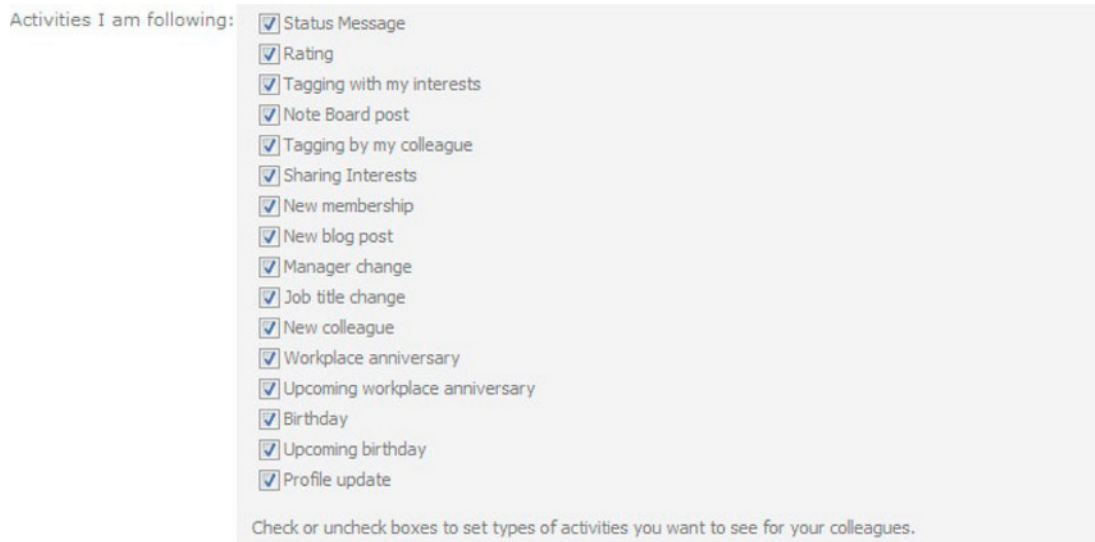 Activities I am following:
Status Message
Rating
Tagging with my interests
Note Board post
Tagging by my colleague
Sharing Interests
New membership
New blog post
Manager change
Job title change
New colleague
Workplace anniversary
Upcoming workplace anniversary
Birthday
Upcoming birthday
Profile update
Check or uncheck boxes to set types of activities you want to see for your colleagues.